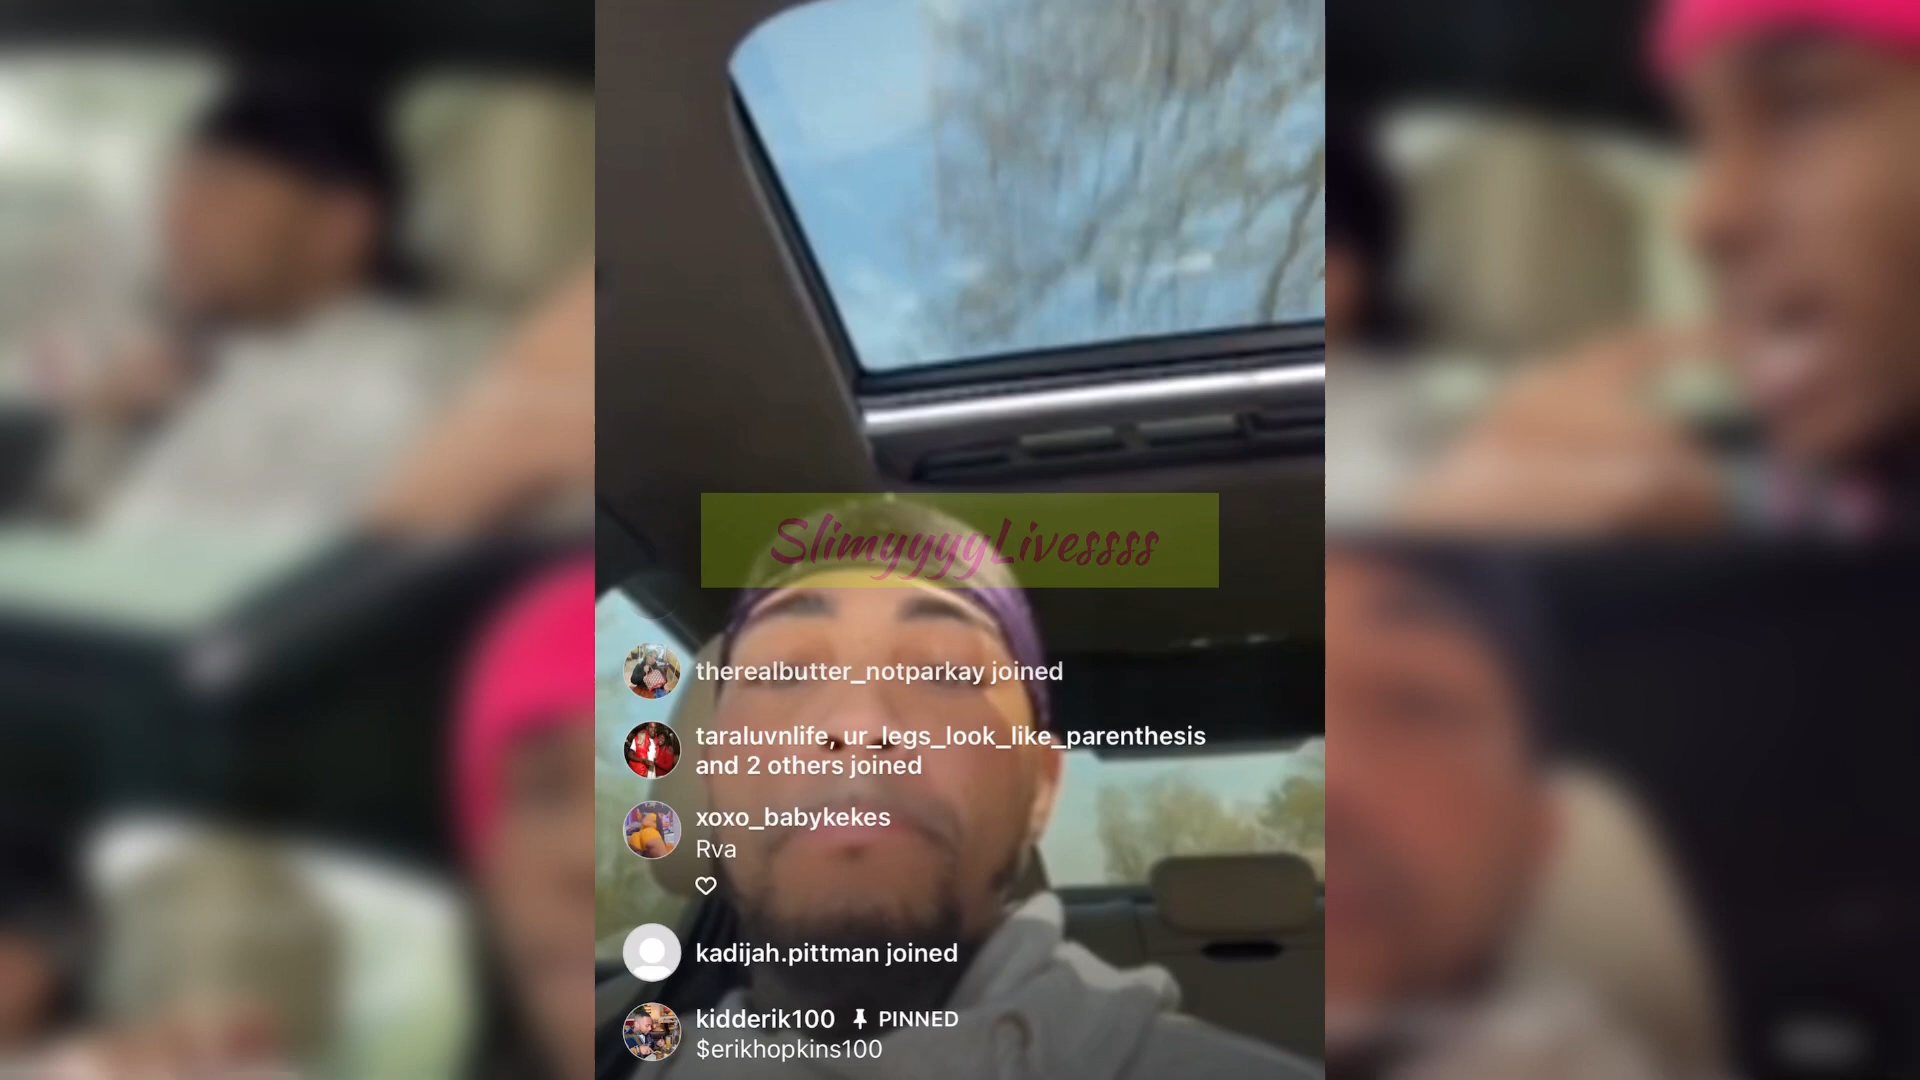 SlimyyyyLivessss
therealbutter_notparkay joined
taraluvnlife, ur_legs_look_like_parenthesis
and 2 others joined
xoxo_babykekes
Rva
kadijah.pittman joined
kidderik100 PINNED
$erikhopkins100